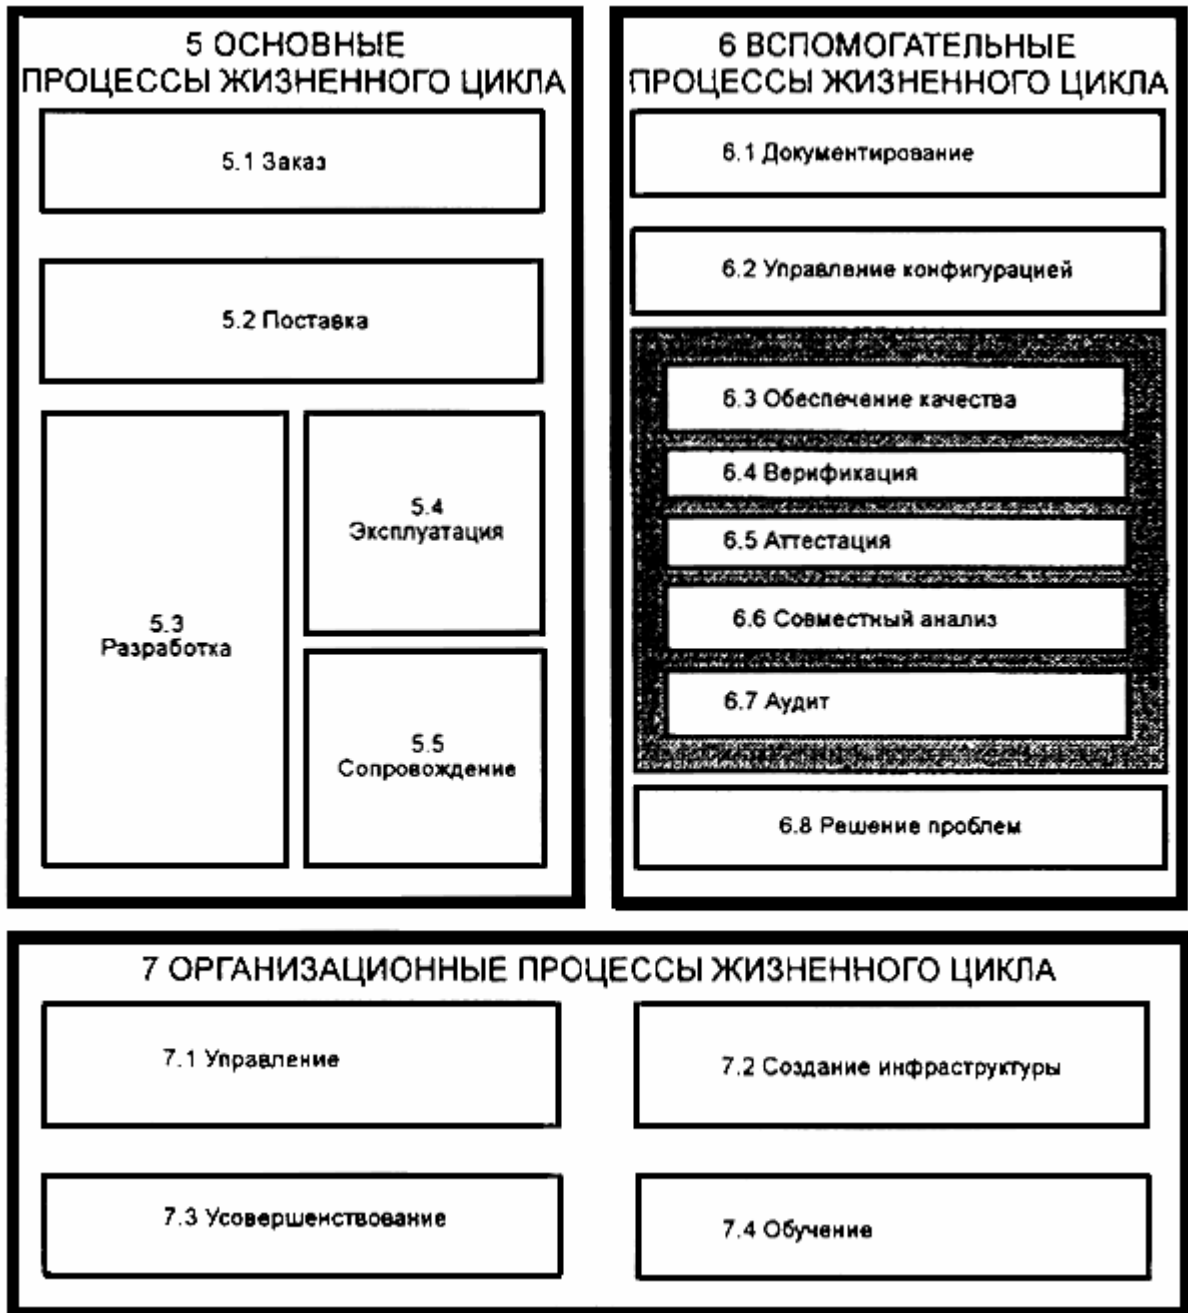 5 ОСНОВНЫЕ
ПРОЦЕССЫ ЖИЗНЕННОГО ЦИКЛА
5.1 Заказ
5.2 Поставка
5.3
Разработка
5.4
Эксплуатация
5.5
Сопровождение
6 ВСПОМОГАТЕЛЬНЫЕ
ПРОЦЕССЫ ЖИЗНЕННОГО ЦИКЛА
6.1 Документирование
6.2 Управление конфигурацией
6.3 Обеспечение качества
6.4 Верификация
6.5 Аттестация
6.6 Совместный анализ
6.7 Аудит
6.8 Решение проблем
7 ОРГАНИЗАЦИОННЫЕ ПРОЦЕССЫ ЖИЗНЕННОГО ЦИКЛА
7.1 Управление
7.2 Создание инфраструктуры
7.3 Усовершенствование
7.4 Обучение